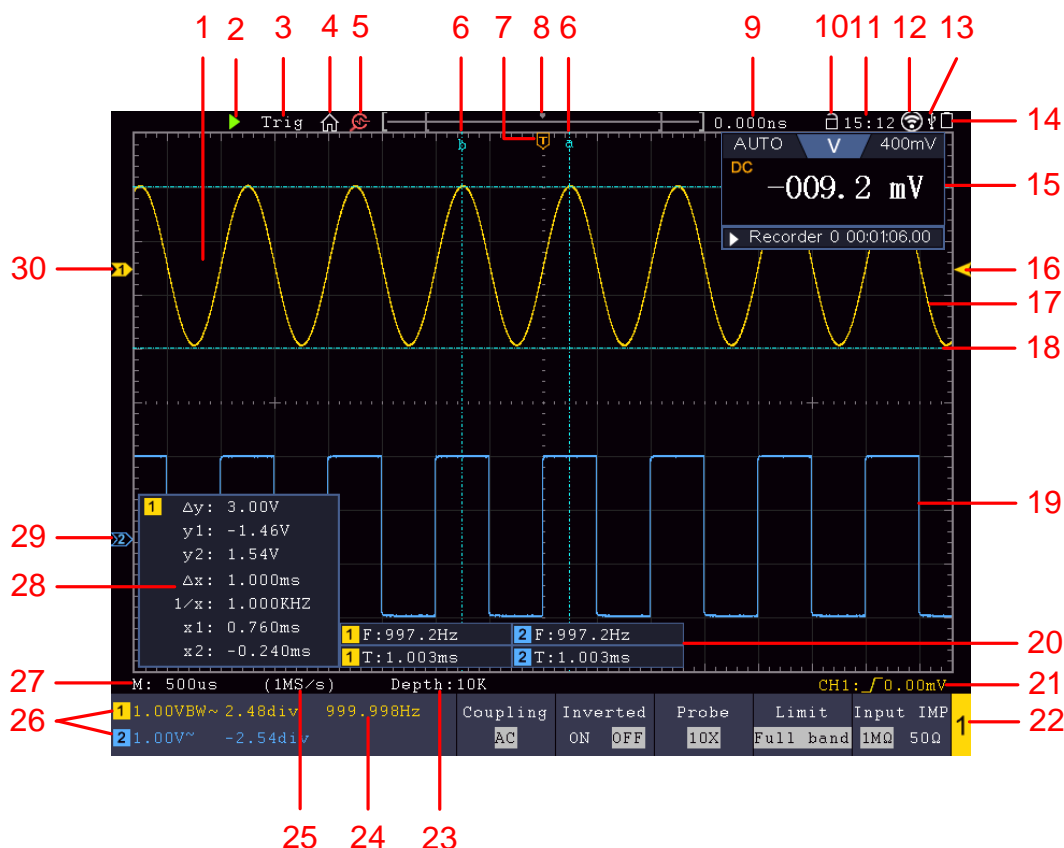 1 2 3 4 5 6 7 8 6 9 10 11 12 13
Trig 0.000ns 15:12
14
b T a
AUTO V 400mV
DC
-009.2 mV
15
Recorder 0 00:01:06.00
30 1
16
17
18
19
1 Δy: 3.00V
y1: -1.46V
29 2
y2: 1.54V
28
Δx: 1.000ms
1/x: 1.000KHZ
x1: 0.760ms
x2: -0.240ms
1 F:997.2Hz 2 F:997.2Hz
20
1 T:1.003ms 2 T:1.003ms
27 M: 500us (1MS/s) Depth:10K CH1: 0.00mV 21
26
1 1.00VBW~ 2.48div 999.998Hz
2 1.00V~ -2.54div
Coupling Inverted Probe Limit Input IMP
AC ON OFF 10X Full band 1MΩ 50Ω
1 22
25 24 23